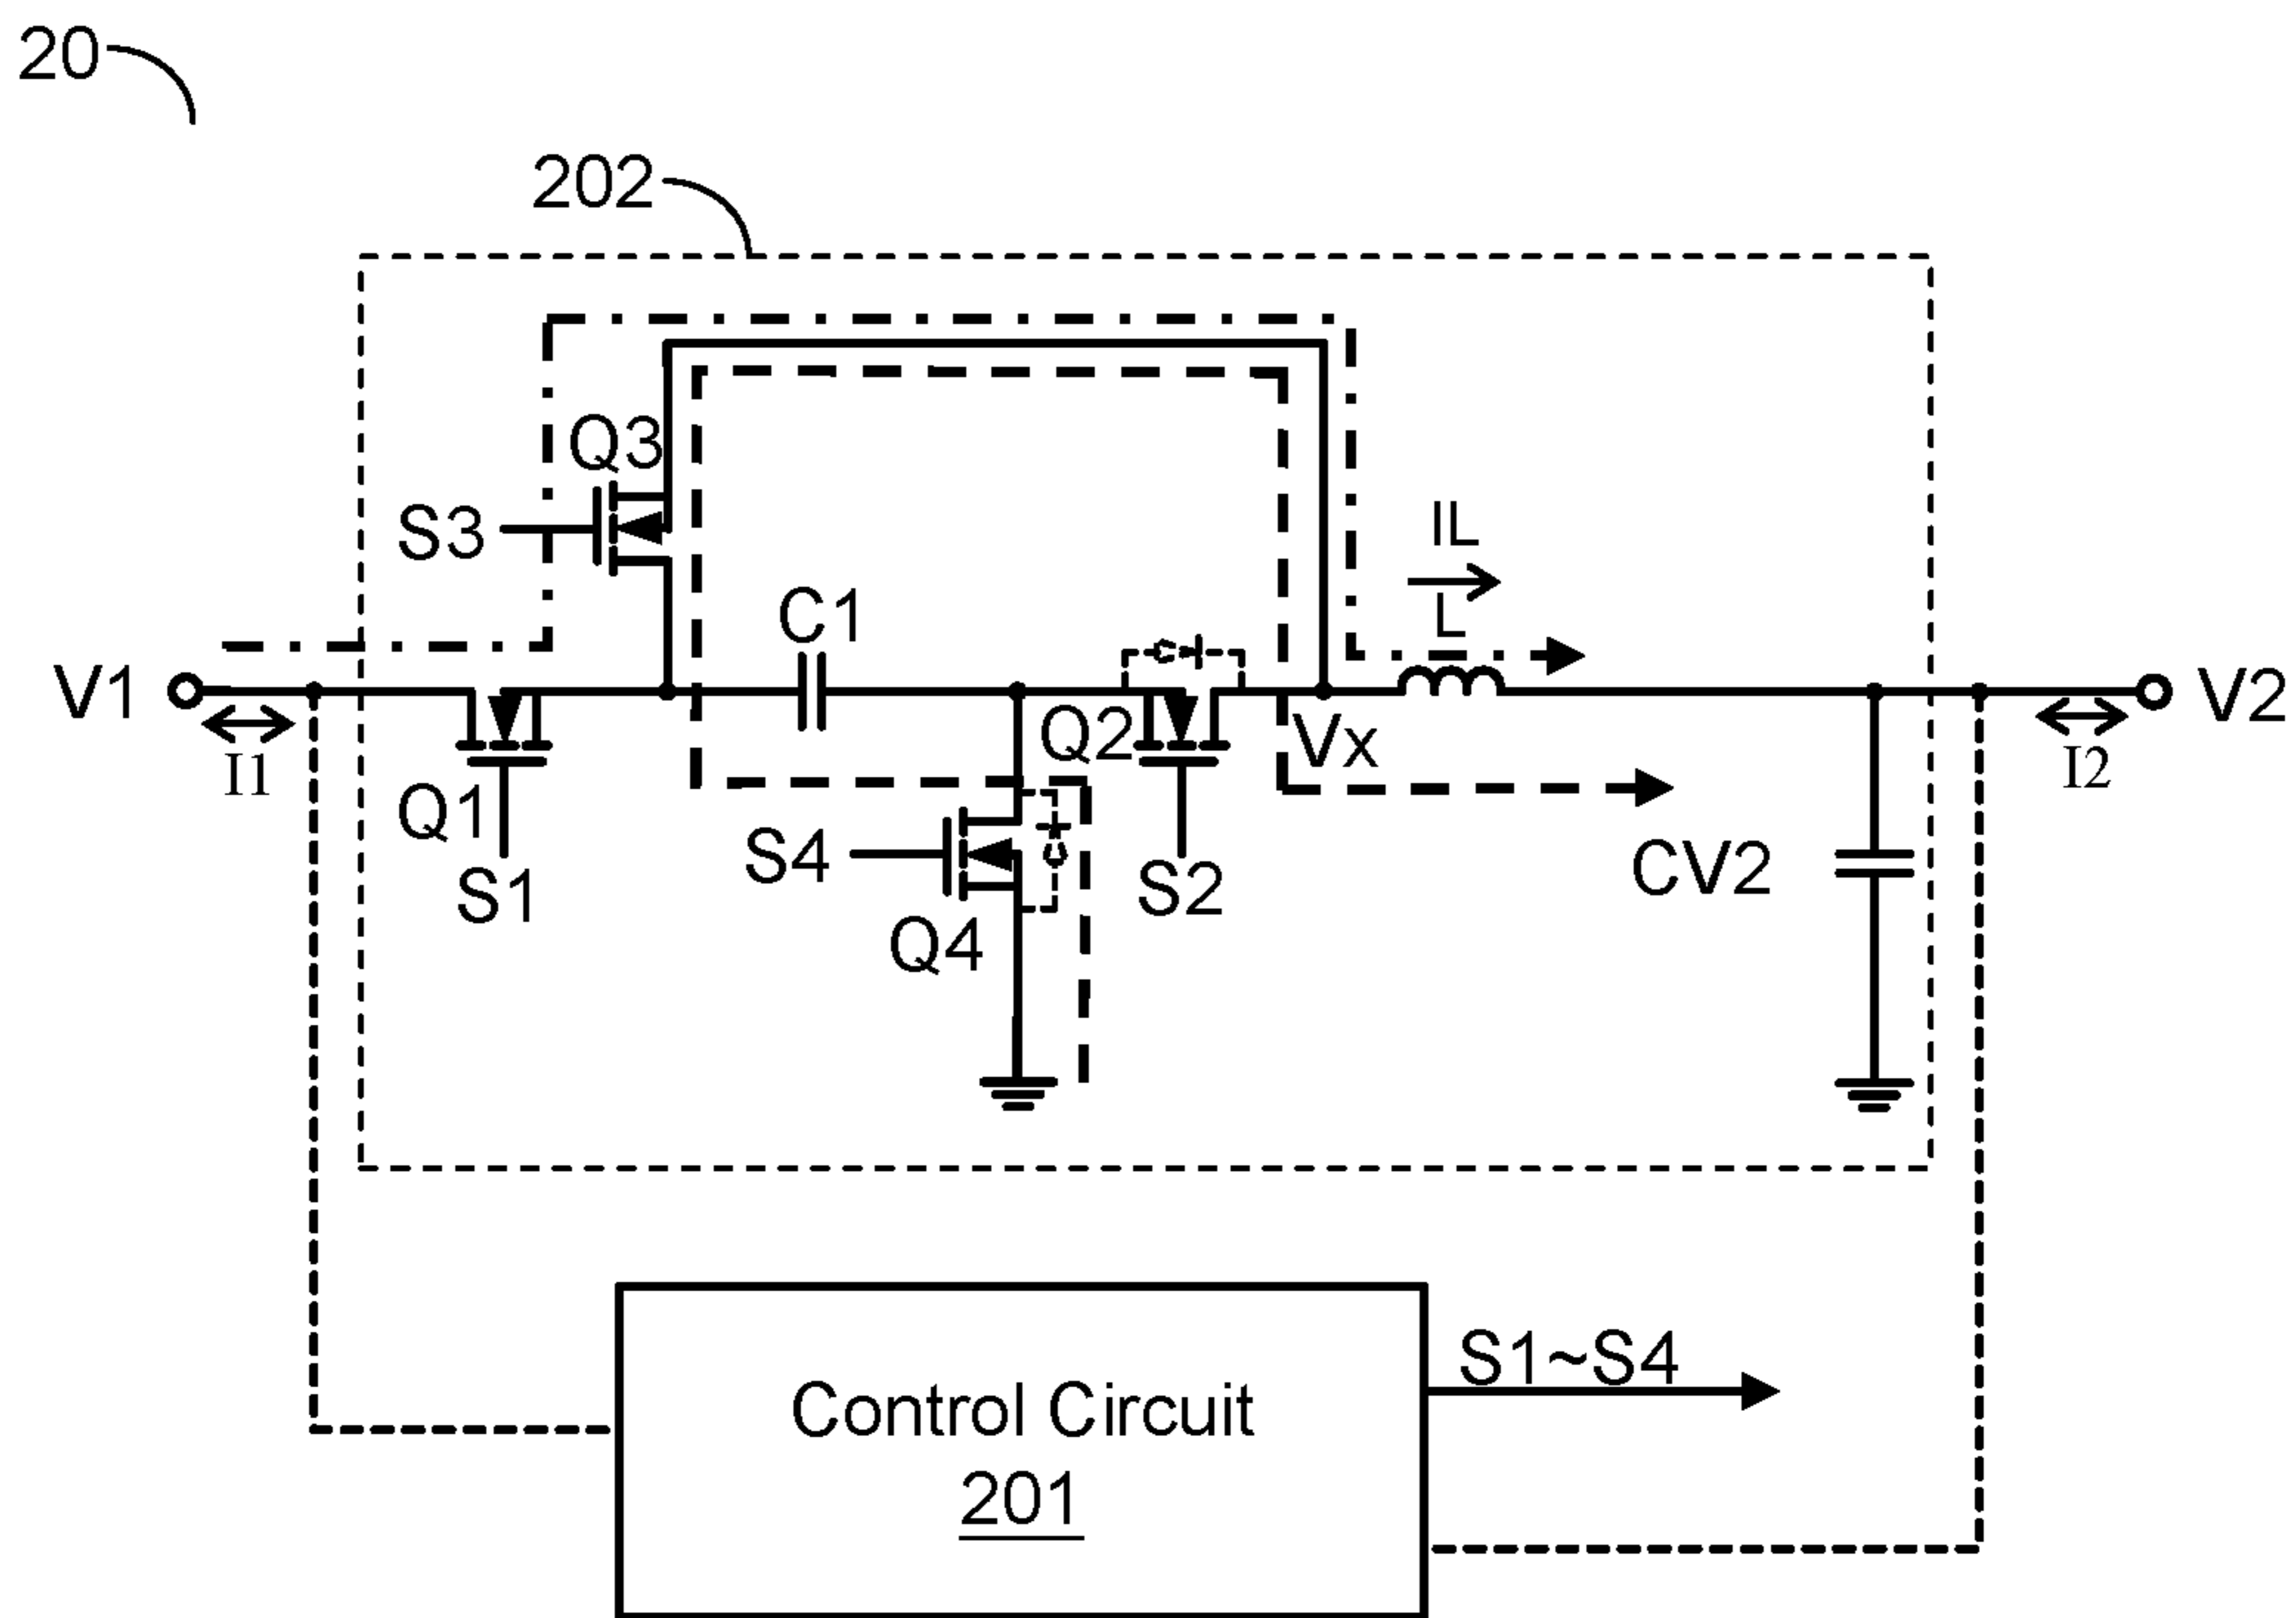 20
202
Q3
S3
IL
L
C1
V1
I1
Q1
S1
Q2
Vx
V2
I2
S4
S2
CV2
Q4
S1~S4
Control Circuit
201